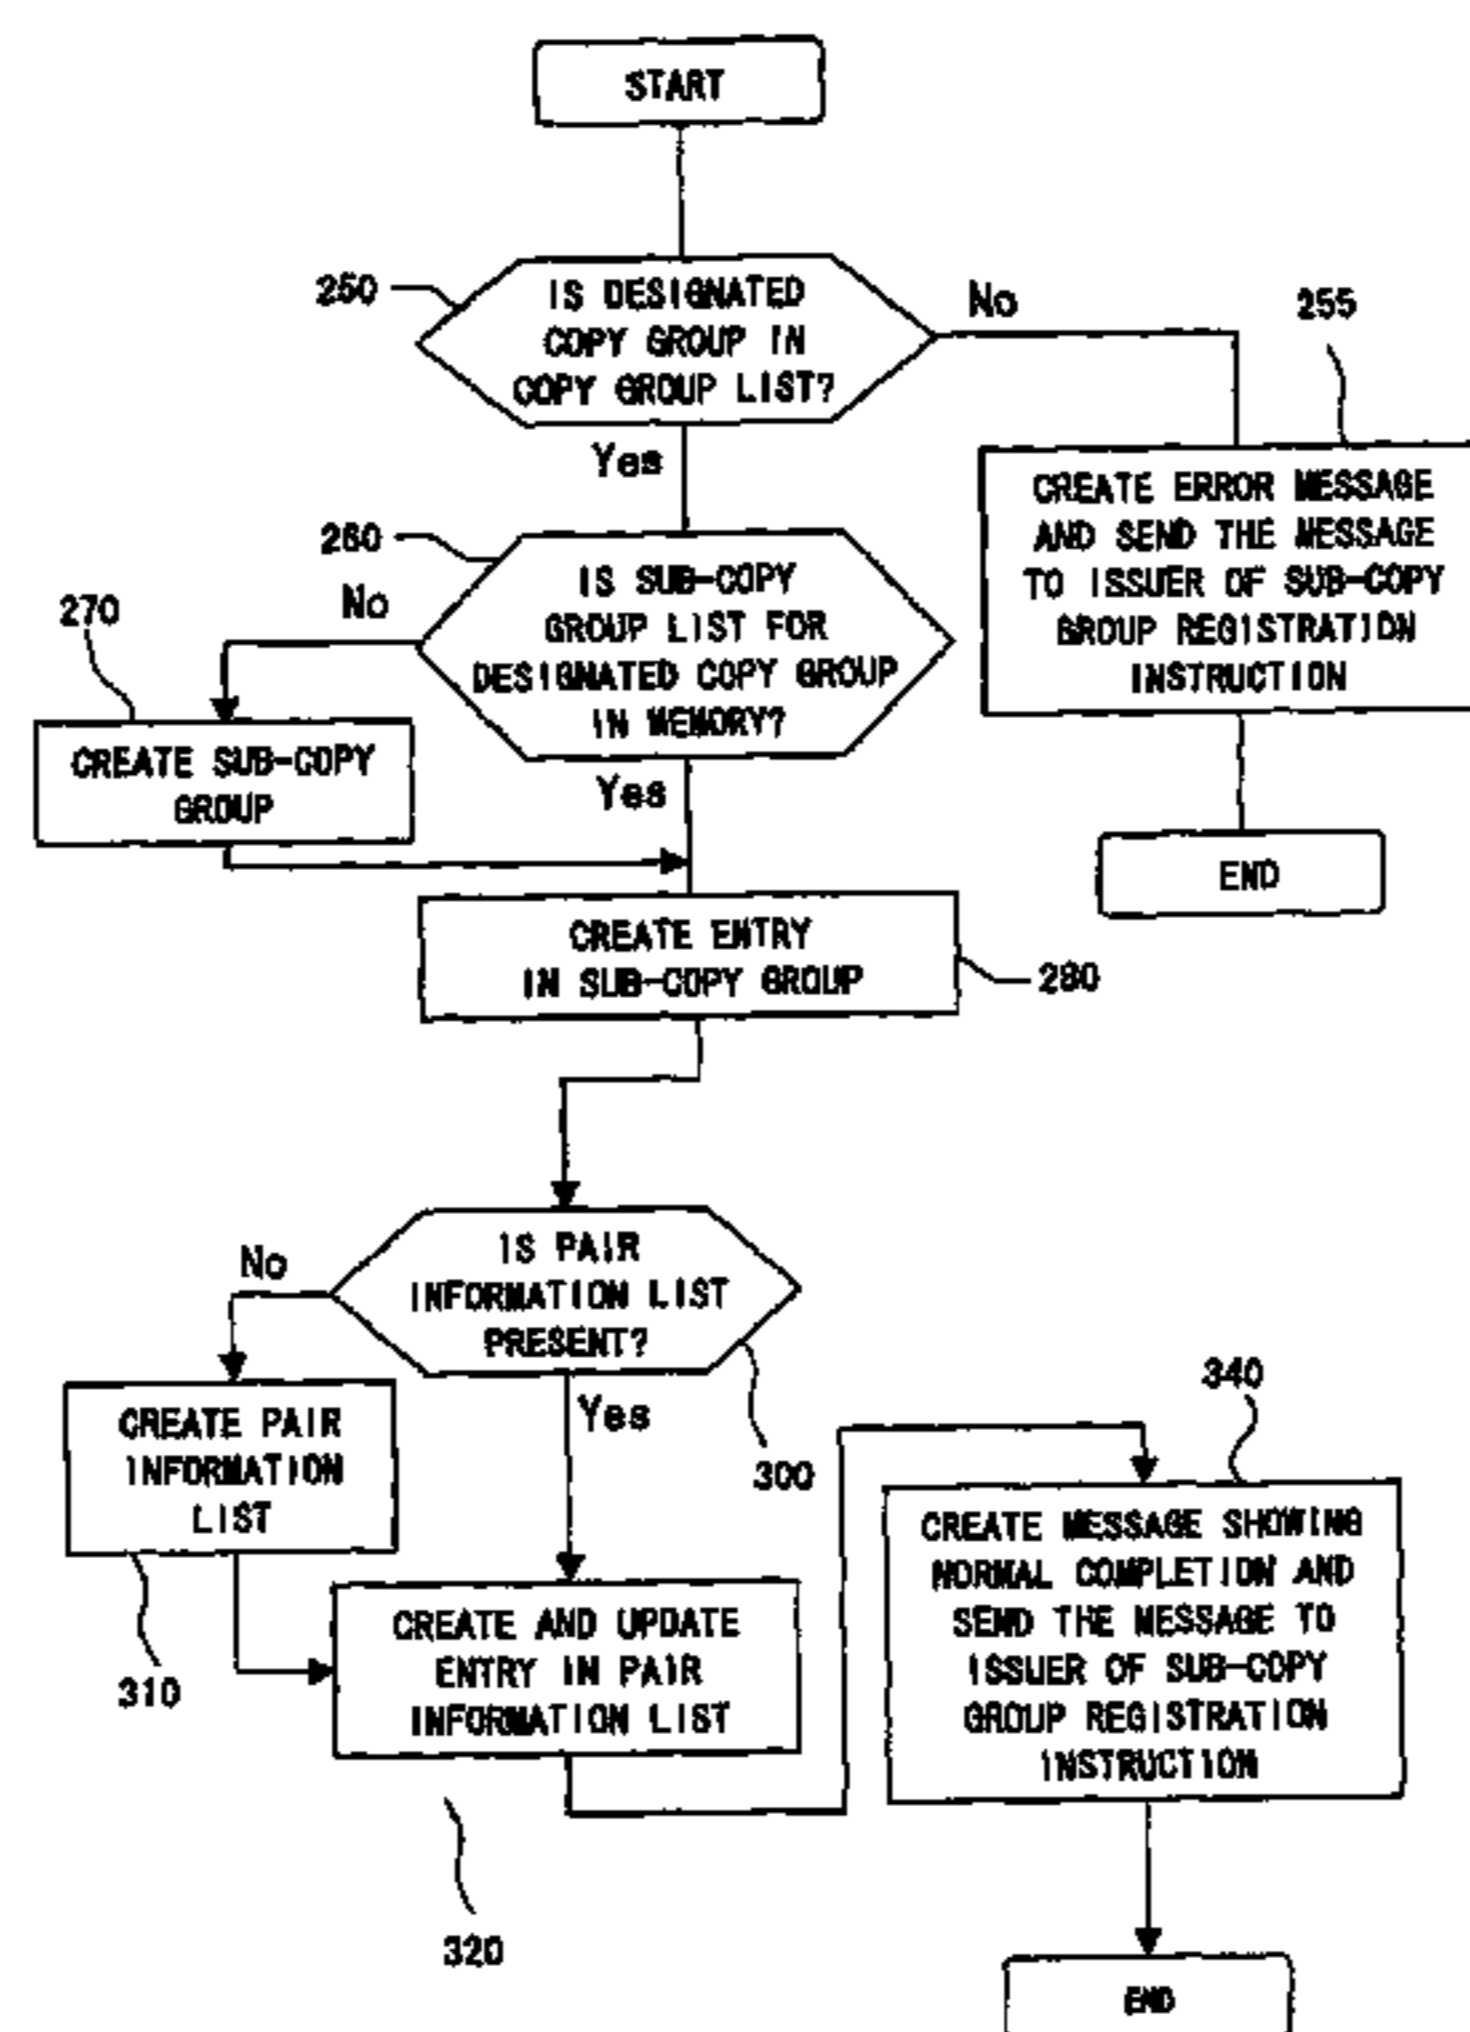 START
250
IS DESIGNATED
COPY GROUP IN
COPY GROUP LIST?
No
255
Yes
CREATE ERROR MESSAGE
AND SEND THE MESSAGE
TO ISSUER OF SUB-COPY
GROUP REGISTRATION
INSTRUCTION
END
260
IS SUB-COPY
GROUP LIST FOR
DESIGNATED COPY GROUP
IN MEMORY?
No
270
CREATE SUB-COPY
GROUP
Yes
CREATE ENTRY
IN SUB-COPY GROUP
280
IS PAIR
INFORMATION LIST
PRESENT?
No
300
Yes
CREATE PAIR
INFORMATION
LIST
310
CREATE AND UPDATE
ENTRY IN PAIR
INFORMATION LIST
320
340
CREATE MESSAGE SHOWING
NORMAL COMPLETION AND
SEND THE MESSAGE TO
ISSUER OF SUB-COPY
GROUP REGISTRATION
INSTRUCTION
END